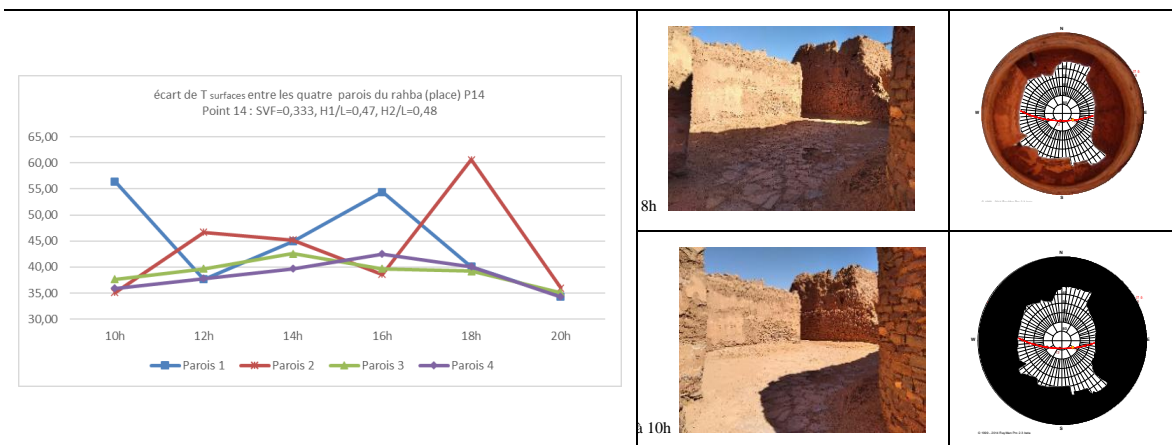 écart de T surfaces entre les quatre parois du rahba (place) P14
Point 14 : SVF=0,333, H1/L=0,47, H2/L=0,48
65,00
60,00
55,00
50,00
45,00
40,00
35,00
30,00
10h 12h 14h 16h 18h 20h
Parois 1 Parois 2 Parois 3 Parois 4
8h
N
W E
S
à 10h
N
W E
S